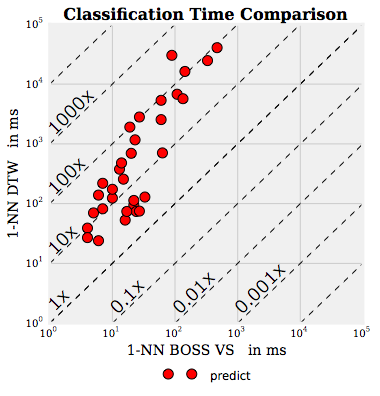 Classification Time Comparison
10^5
10^4
10^3
10^2
10^1
10^0
1-NN DTW in ms
1000x
100x
10x
1x
0.1x
0.01x
0.001x
10^0 10^1 10^2 10^3 10^4 10^5
1-NN BOSS VS in ms
predict